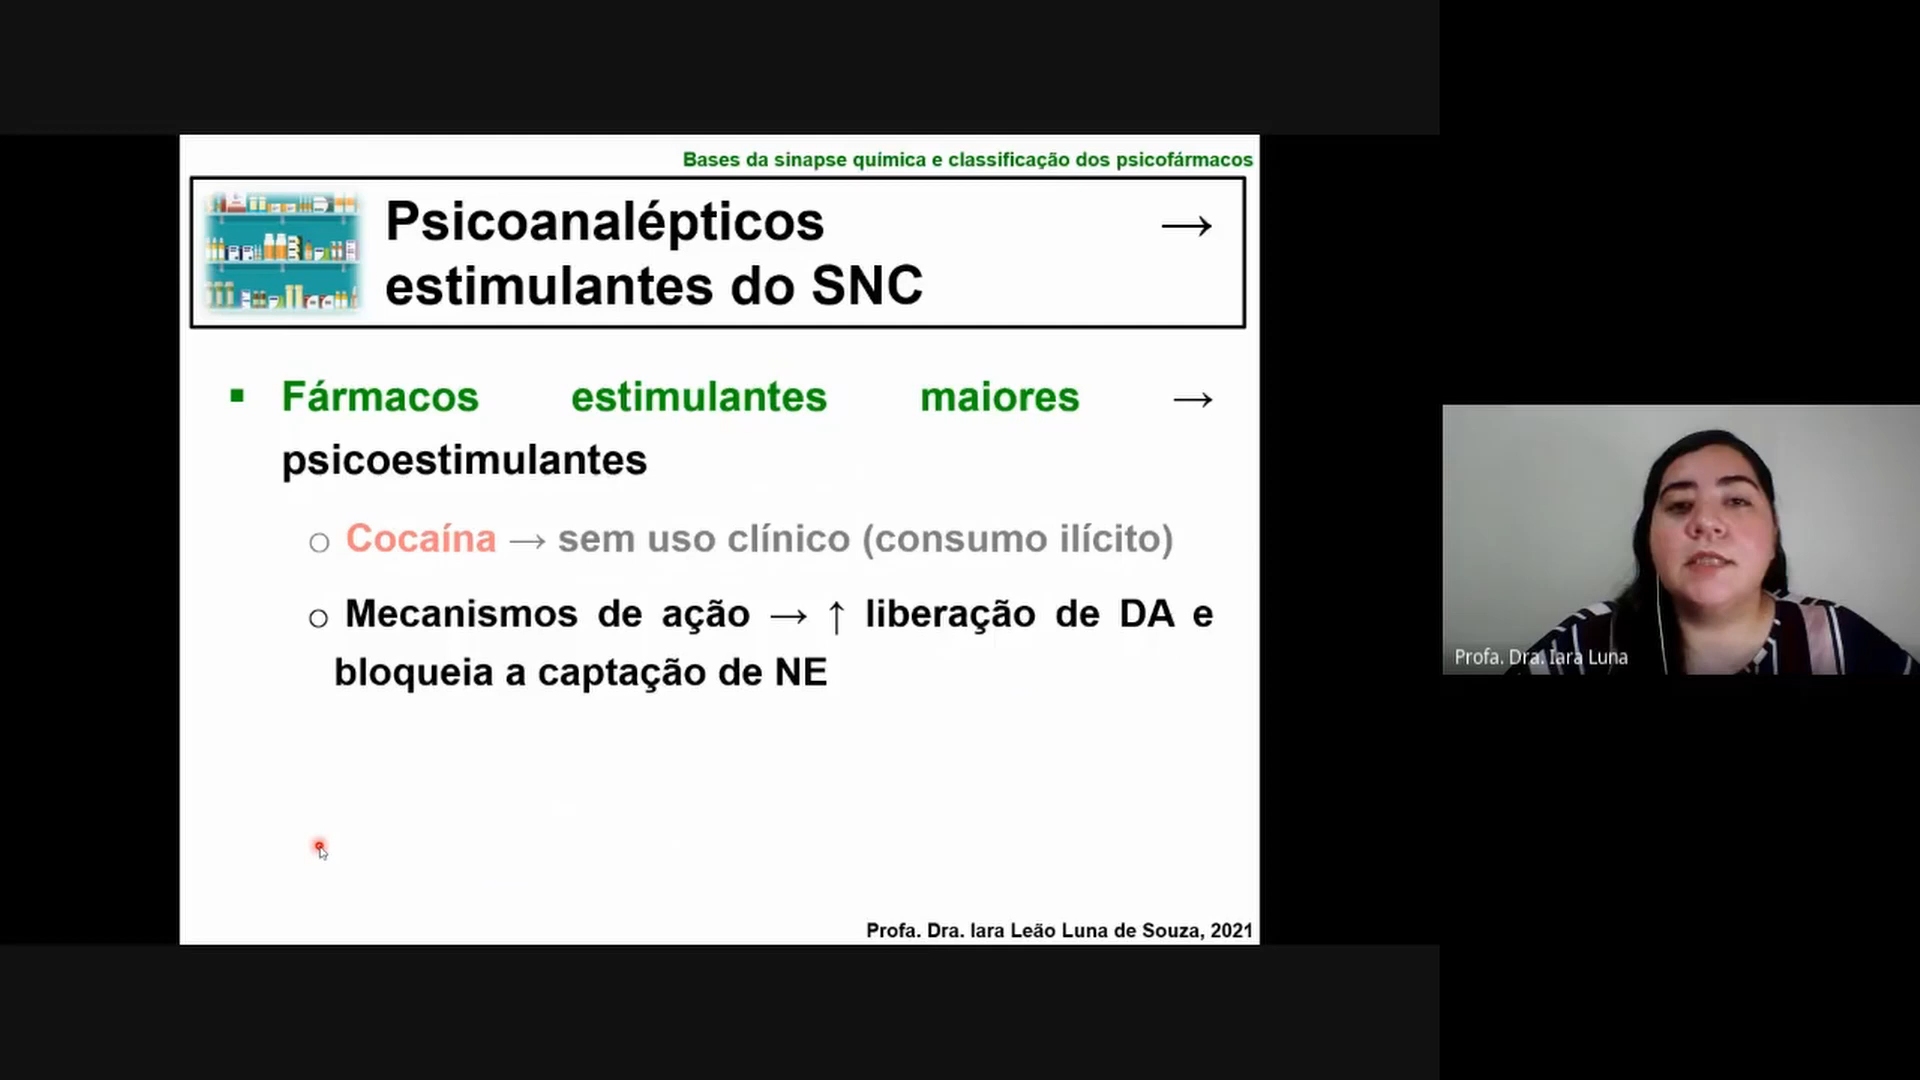 Bases da sinapse química e classificação dos psicofármacos
Psicoanalépticos →
estimulantes do SNC
▪ Fármacos estimulantes maiores →
psicoestimulantes
o Cocaína → sem uso clínico (consumo ilícito)
o Mecanismos de ação → ↑ liberação de DA e
bloqueia a captação de NE
Profa. Dra. Iara Luna
Profa. Dra. Iara Leão Luna de Souza, 2021